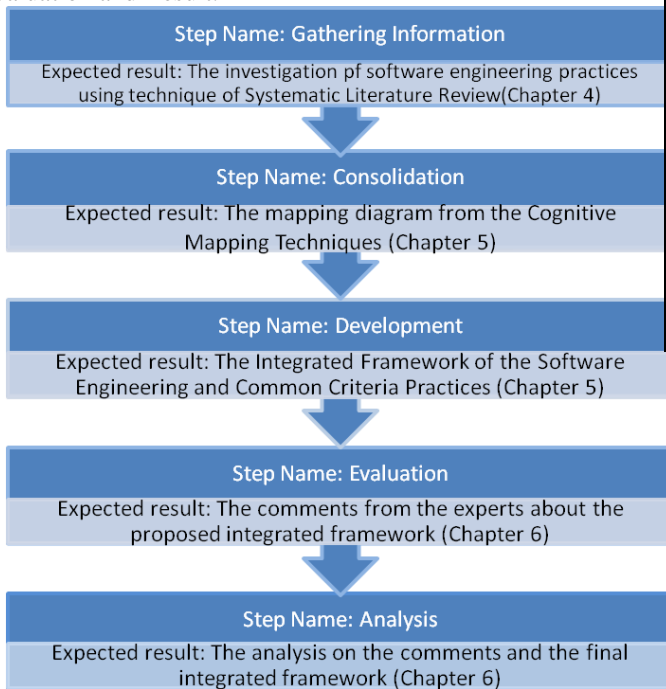 Step Name: Gathering Information
Expected result: The investigation pf software engineering practices
using technique of Systematic Literature Review(Chapter 4)
Step Name: Consolidation
Expected result: The mapping diagram from the Cognitive
Mapping Techniques (Chapter 5)
Step Name: Development
Expected result: The Integrated Framework of the Software
Engineering and Common Criteria Practices (Chapter 5)
Step Name: Evaluation
Expected result: The comments from the experts about the
proposed integrated framework (Chapter 6)
Step Name: Analysis
Expected result: The analysis on the comments and the final
integrated framework (Chapter 6)